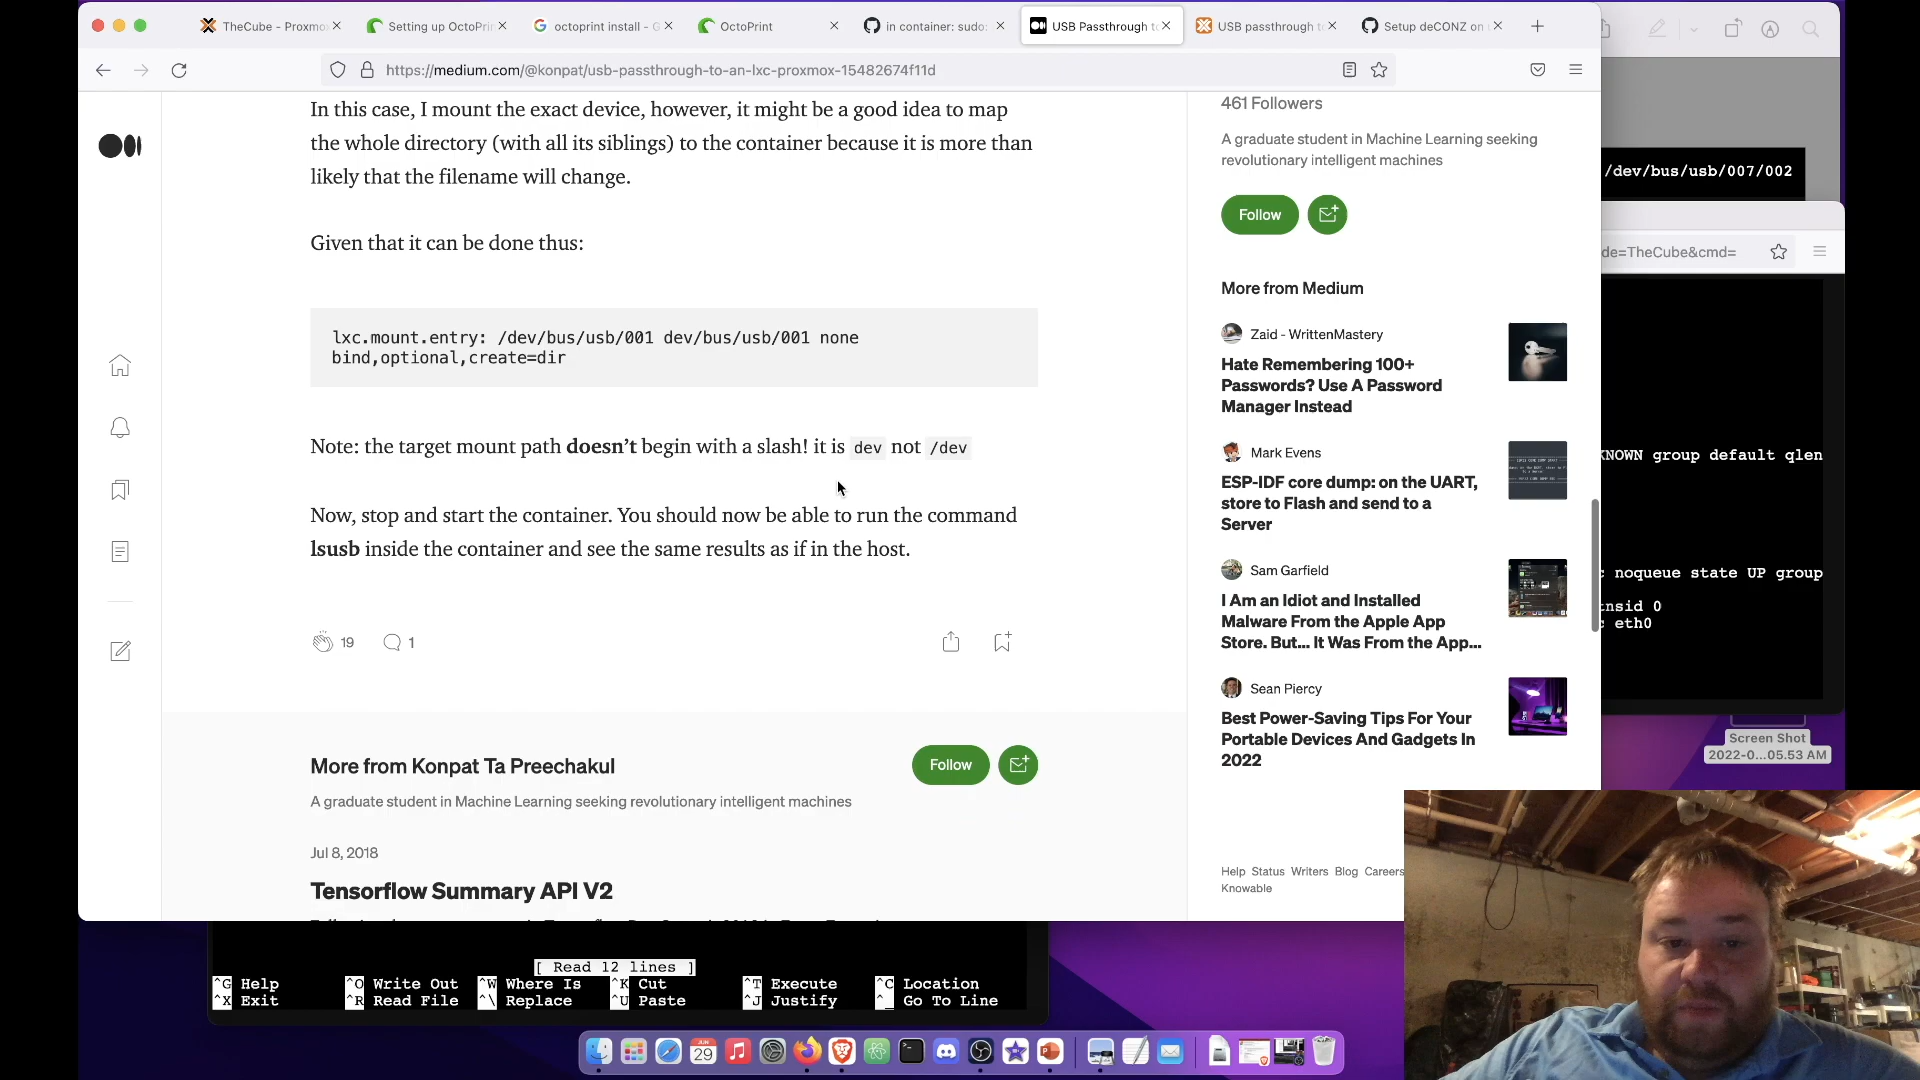 TheCube - Proxmo
Setting up OctoPri
octoprint install - G
OctoPrint
in container: sudo:
USB Passthrough to
USB passthrough to
Setup deCONZ on
https://medium.com/@konpat/usb-passthrough-to-an-lxc-proxmox-15482674f11d
In this case, I mount the exact device, however, it might be a good idea to map
the whole directory (with all its siblings) to the container because it is more than
likely that the filename will change.
Given that it can be done thus:
lxc.mount.entry: /dev/bus/usb/001 dev/bus/usb/001 none
bind,optional,create=dir
Note: the target mount path doesn’t begin with a slash! it is dev not /dev
Now, stop and start the container. You should now be able to run the command
lsusb inside the container and see the same results as if in the host.
19
1
More from Konpat Ta Preechakul
Follow
A graduate student in Machine Learning seeking revolutionary intelligent machines
Jul 8, 2018
Tensorflow Summary API V2
461 Followers
A graduate student in Machine Learning seeking
revolutionary intelligent machines
Follow
More from Medium
Zaid - WrittenMastery
Hate Remembering 100+
Passwords? Use A Password
Manager Instead
Mark Evens
ESP-IDF core dump: on the UART,
store to Flash and send to a
Server
Sam Garfield
I Am an Idiot and Installed
Malware From the Apple App
Store. But... It Was From the App...
Sean Piercy
Best Power-Saving Tips For Your
Portable Devices And Gadgets In
2022
Help Status Writers Blog Careers
Knowable
/dev/bus/usb/007/002
de=TheCube&cmd=
KNOWN group default qlen
c noqueue state UP group
nsid 0
c eth0
Screen Shot
2022-0...05.53 AM
[ Read 12 lines ]
^G Help ^O Write Out ^W Where Is ^K Cut ^T Execute ^C Location
^X Exit ^R Read File ^\ Replace ^U Paste ^J Justify ^_ Go To Line
JUN
29